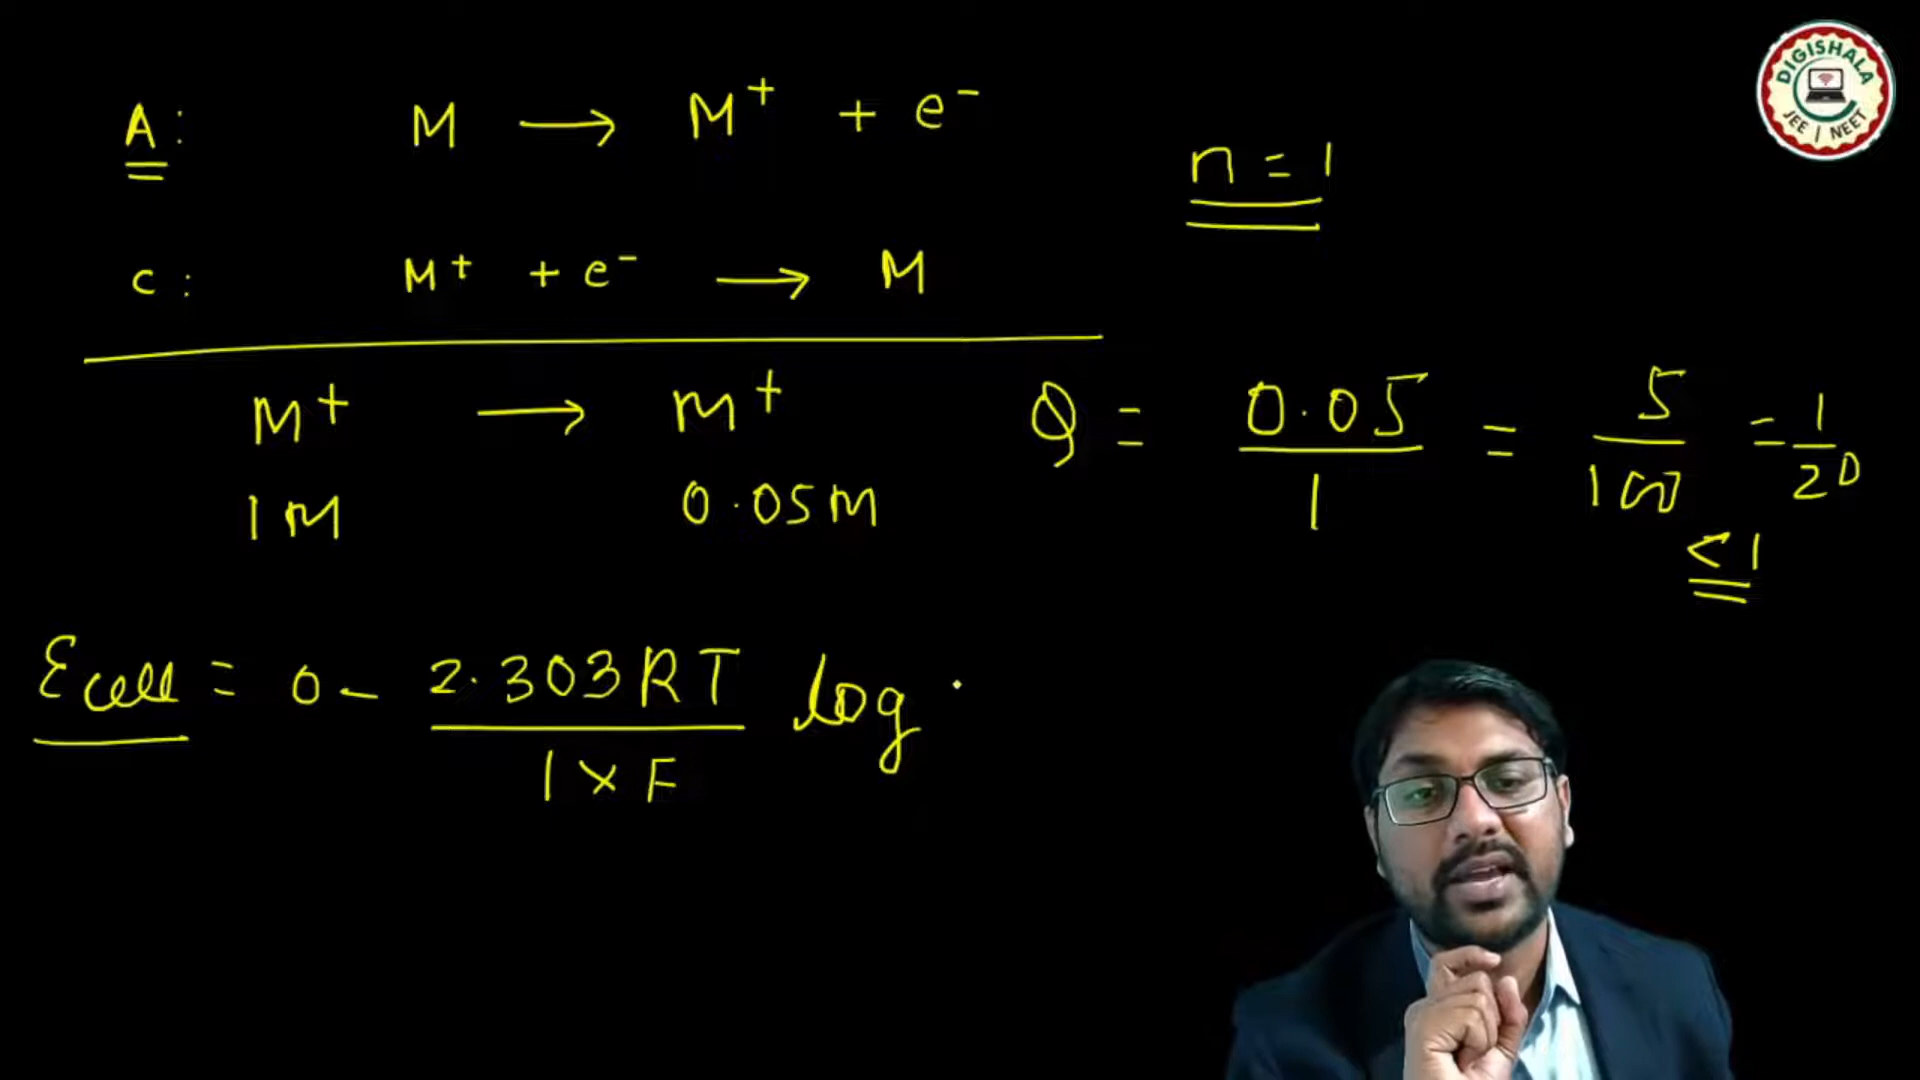 DIGISHALA
JEE | NEET
A: M → M⁺ + e⁻
n = 1
C: M⁺ + e⁻ → M
M⁺ → M⁺ Q = 0.05/1 = 5/100 = 1/20
1M 0.05M
< 1
Ecell = 0 - 2.303RT/1×F log